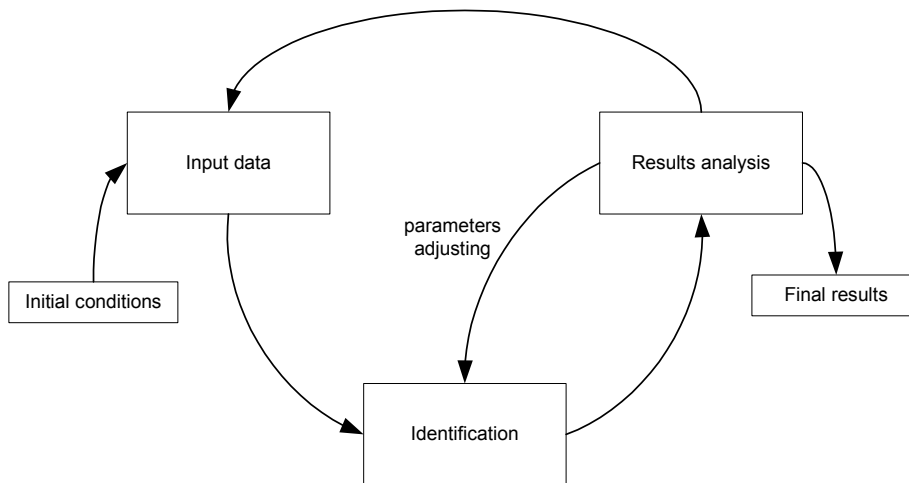 Input data
Results analysis
parameters
adjusting
Initial conditions
Final results
Identification